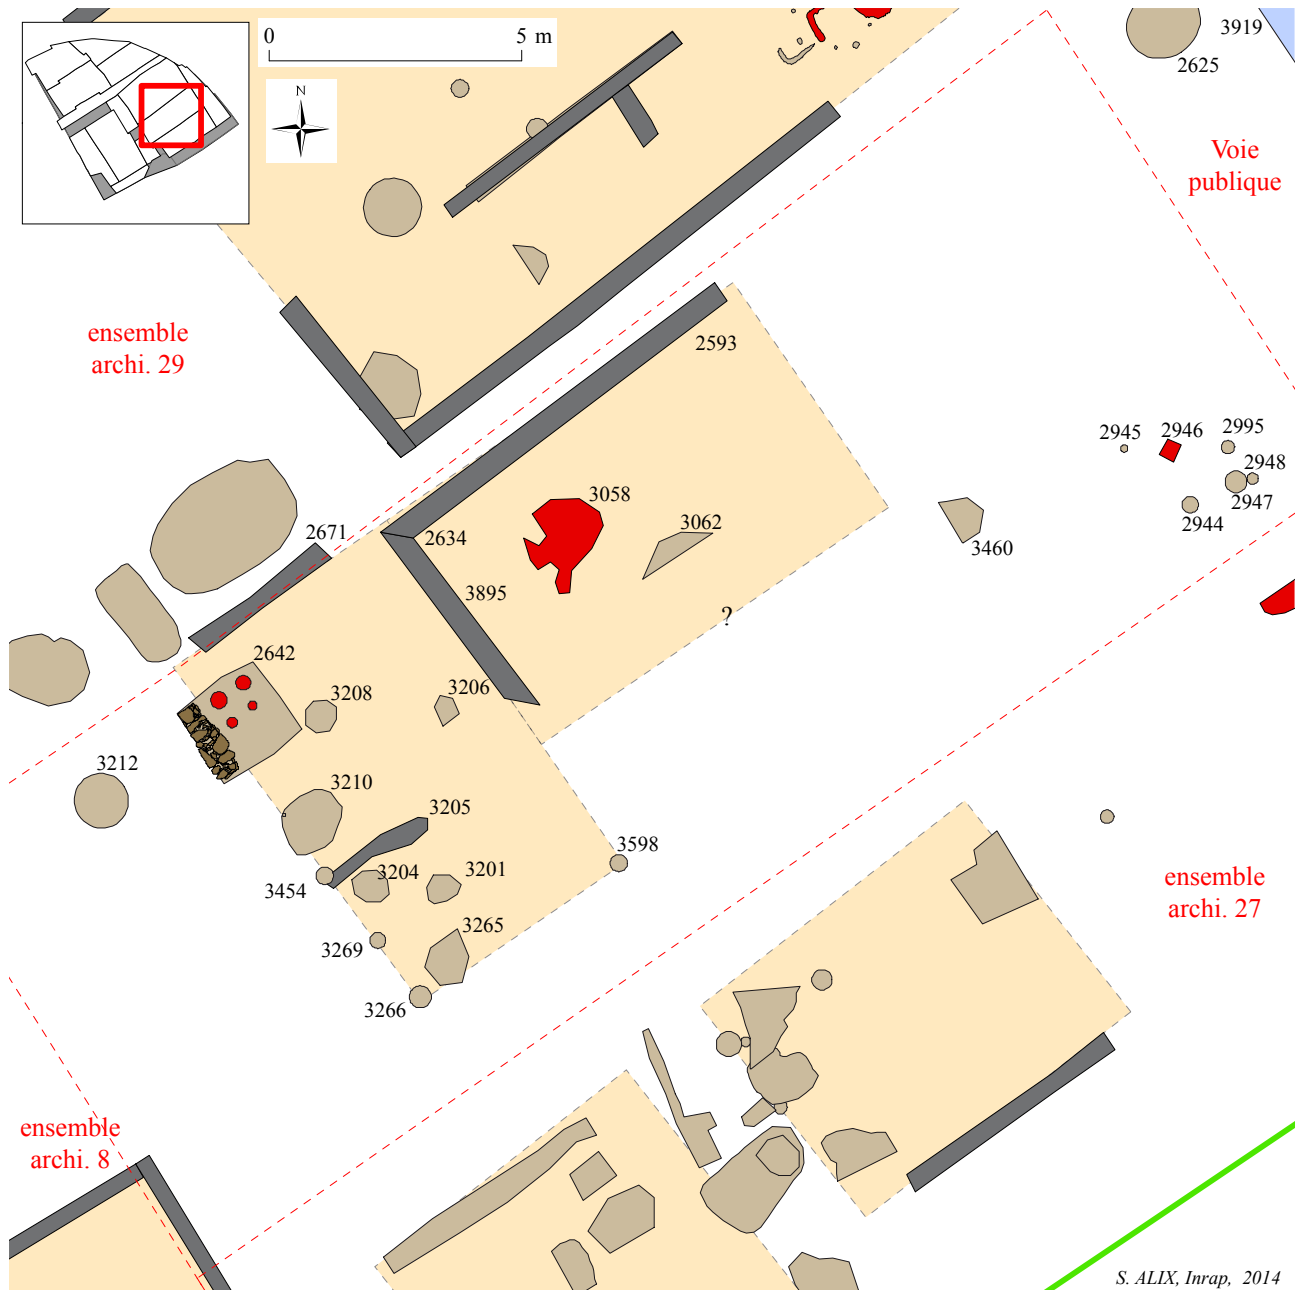 0
5 m
N
3919
2625
Voie
publique
ensemble
archi. 29
2593
2945
2946
2995
2948
2947
2944
3058
3062
3460
2671
2634
3895
?
2642
3208
3206
3212
3210
3205
3598
3454
3204
3201
3269
3265
3266
ensemble
archi. 27
ensemble
archi. 8
S. ALIX, Inrap, 2014